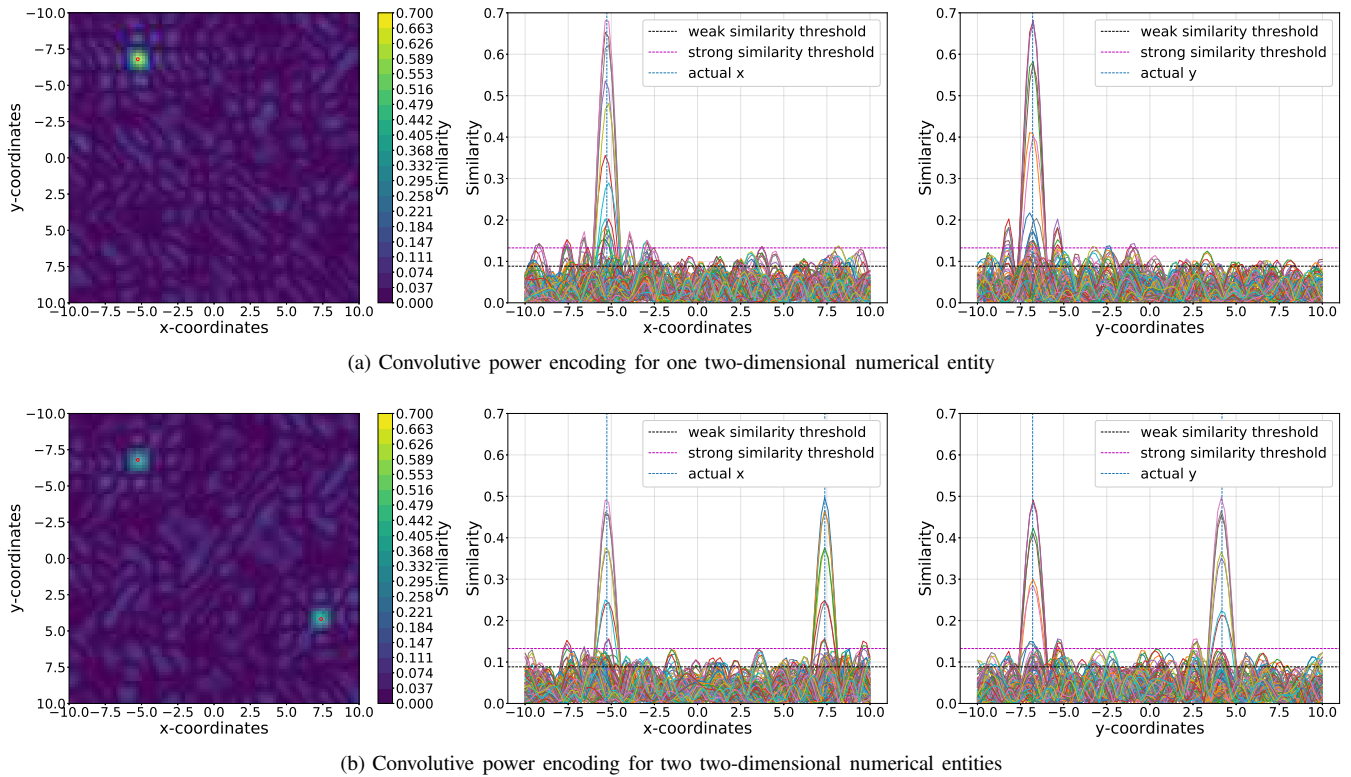 −10.0
−7.5
−5.0
−2.5
0.0
2.5
5.0
7.5
10.0
y-coordinates
−10.0 −7.5 −5.0 −2.5 0.0 2.5 5.0 7.5 10.0
x-coordinates
0.700
0.663
0.626
0.589
0.553
0.516
0.479
0.442
0.405
0.368
0.332
0.295
0.258
0.221
0.184
0.147
0.111
0.074
0.037
0.000
Similarity
Similarity
0.7
0.6
0.5
0.4
0.3
0.2
0.1
0.0
weak similarity threshold
strong similarity threshold
actual x
−10.0 −7.5 −5.0 −2.5 0.0 2.5 5.0 7.5 10.0
x-coordinates
Similarity
0.7
0.6
0.5
0.4
0.3
0.2
0.1
0.0
weak similarity threshold
strong similarity threshold
actual y
−10.0 −7.5 −5.0 −2.5 0.0 2.5 5.0 7.5 10.0
y-coordinates
(a) Convolutive power encoding for one two-dimensional numerical entity
−10.0
−7.5
−5.0
−2.5
0.0
2.5
5.0
7.5
10.0
y-coordinates
−10.0 −7.5 −5.0 −2.5 0.0 2.5 5.0 7.5 10.0
x-coordinates
0.700
0.663
0.626
0.589
0.553
0.516
0.479
0.442
0.405
0.368
0.332
0.295
0.258
0.221
0.184
0.147
0.111
0.074
0.037
0.000
Similarity
Similarity
0.7
0.6
0.5
0.4
0.3
0.2
0.1
0.0
weak similarity threshold
strong similarity threshold
actual x
−10.0 −7.5 −5.0 −2.5 0.0 2.5 5.0 7.5 10.0
x-coordinates
Similarity
0.7
0.6
0.5
0.4
0.3
0.2
0.1
0.0
weak similarity threshold
strong similarity threshold
actual y
−10.0 −7.5 −5.0 −2.5 0.0 2.5 5.0 7.5 10.0
y-coordinates
(b) Convolutive power encoding for two two-dimensional numerical entities